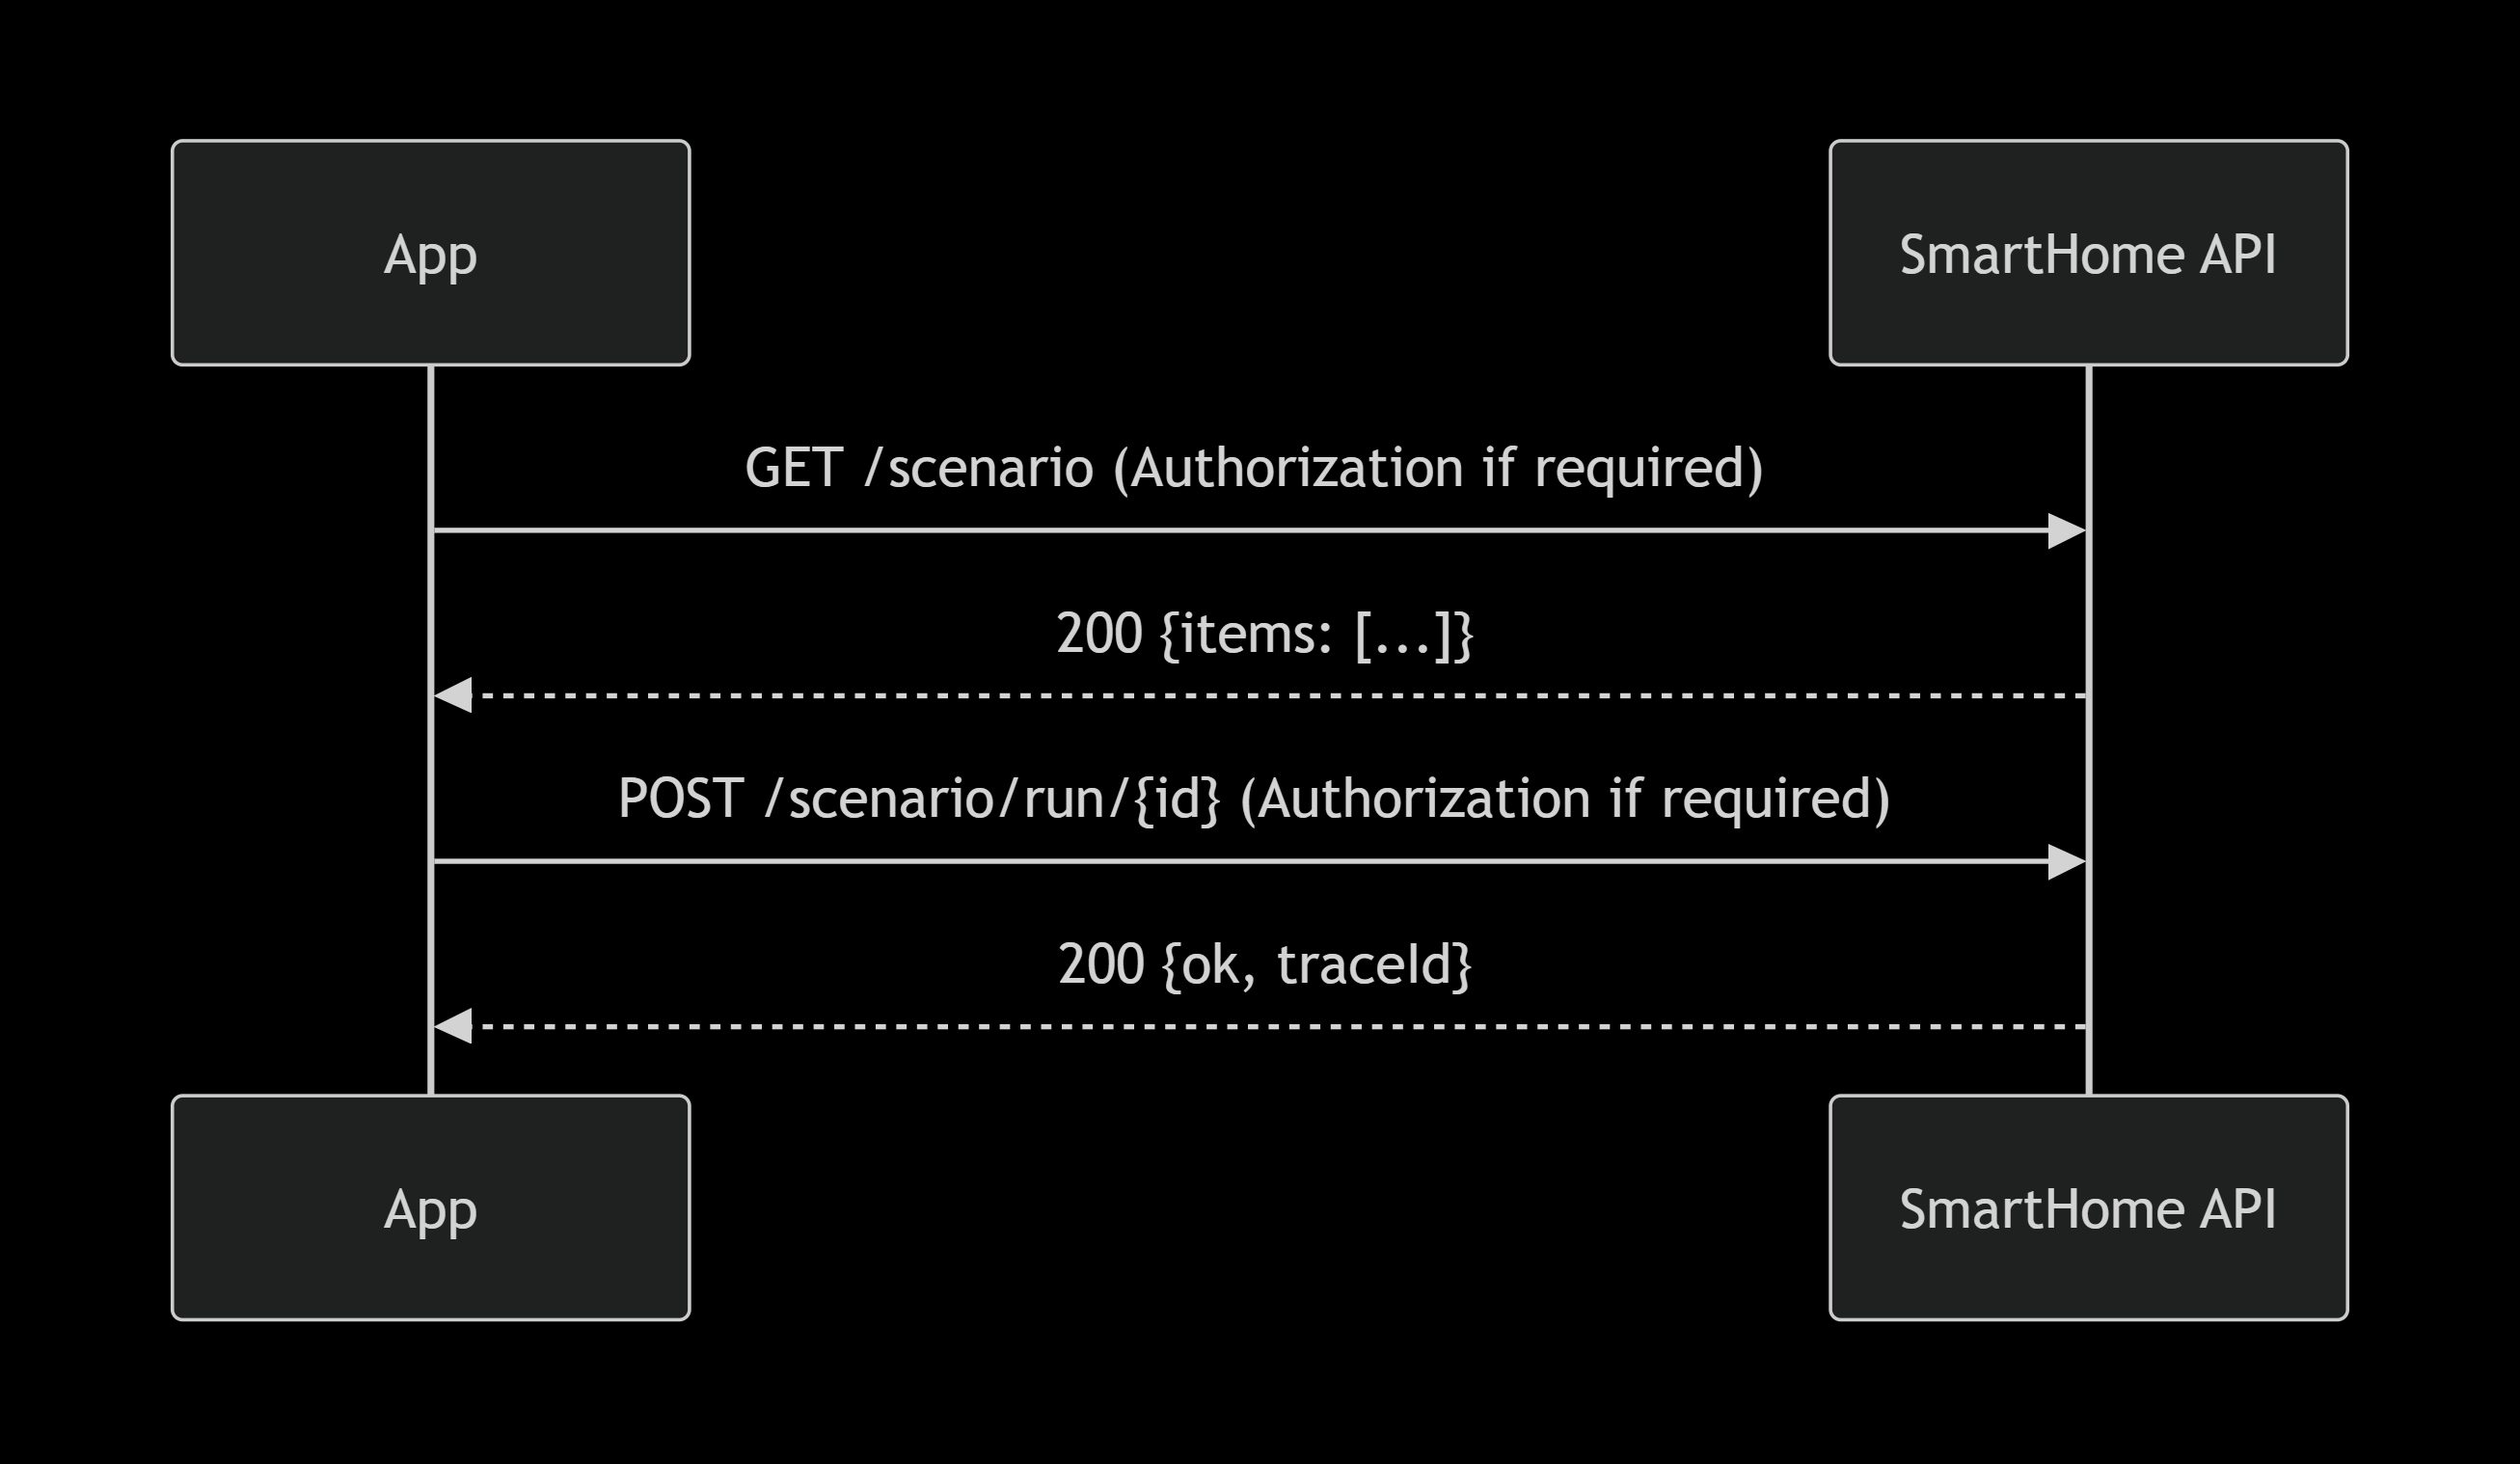 App
SmartHome API
GET /scenario (Authorization if required)
200 {items: [...]}
POST /scenario/run/{id} (Authorization if required)
200 {ok, traceId}
App
SmartHome API